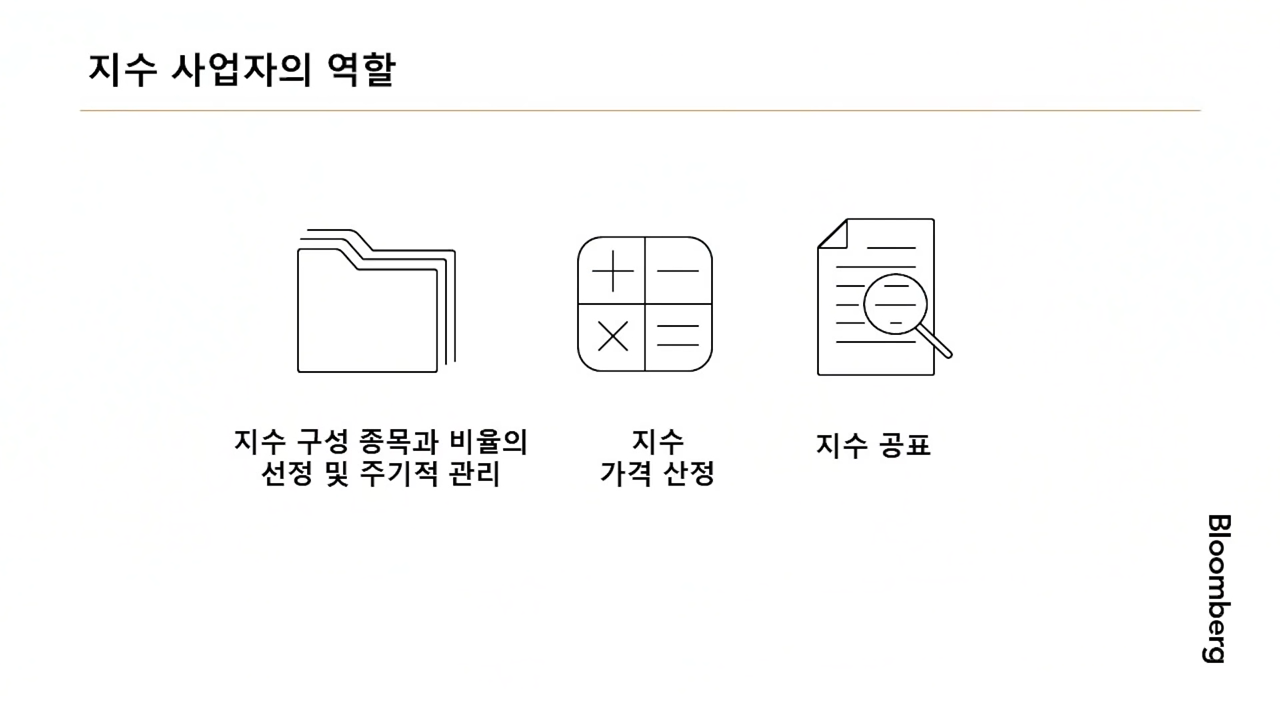 지수 사업자의 역할
지수 구성 종목과 비율의
선정 및 주기적 관리
지수
가격 산정
지수 공표
Bloomberg